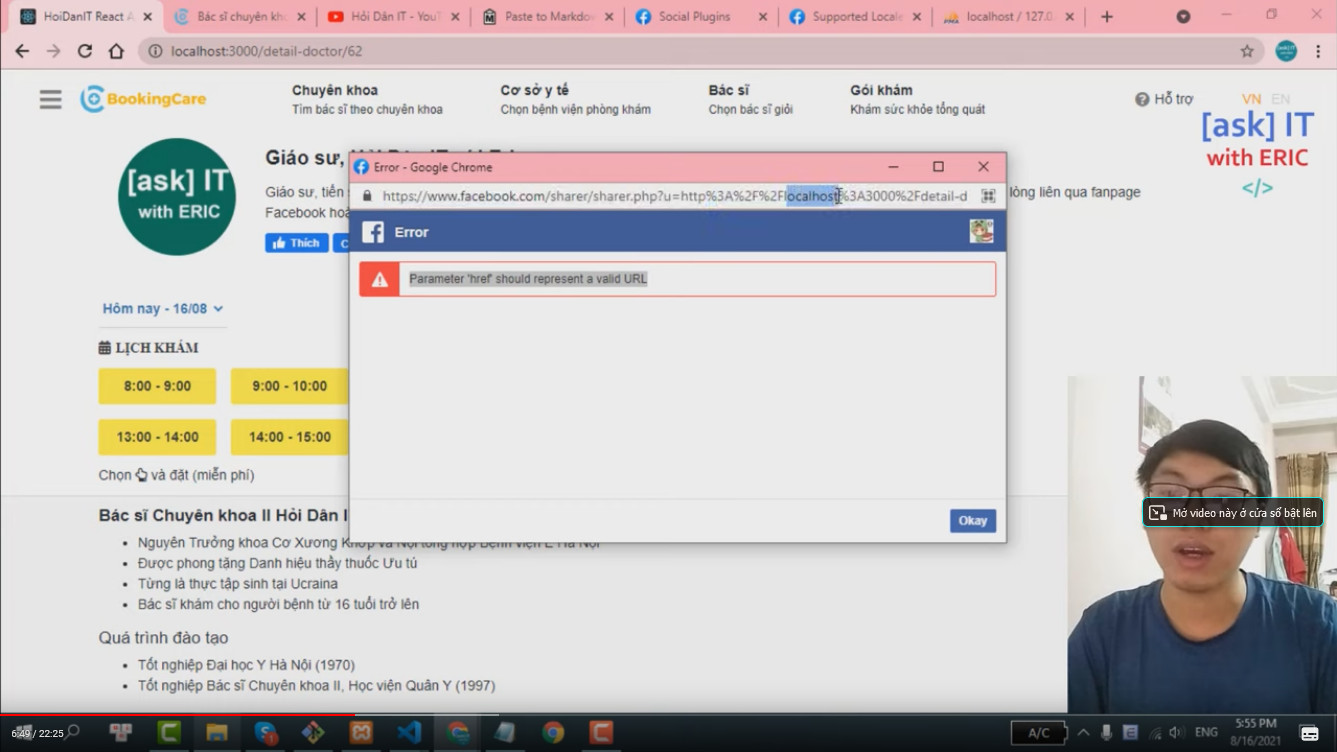 HoiDanIT React A
Bác sĩ chuyên kh
Hỏi Dân IT - YouT
Paste to Markdow
Social Plugins
Supported Locale
localhost / 127.0.
localhost:3000/detail-doctor/62
BookingCare
Chuyên khoa
Tìm bác sĩ theo chuyên khoa
Cơ sở y tế
Chọn bệnh viện phòng khám
Bác sĩ
Chọn bác sĩ giỏi
Gói khám
Khám sức khỏe tổng quát
Hỗ trợ
VN EN
[ask] IT
with ERIC
</>
[ask] IT
with ERIC
Giáo sư,
Giáo sư, tiến
lòng liên qua fanpage
Facebook hoặ
Thích
Error - Google Chrome
https://www.facebook.com/sharer/sharer.php?u=http%3A%2F%2Flocalhost%3A3000%2Fdetail-d
Error
Parameter 'href' should represent a valid URL
Okay
Hôm nay - 16/08
LỊCH KHÁM
8:00 - 9:00
9:00 - 10:00
13:00 - 14:00
14:00 - 15:00
Chọn và đặt (miễn phí)
Bác sĩ Chuyên khoa II Hỏi Dân I
Nguyên Trưởng khoa Cơ Xương Khớp và Nội tổng hợp Bệnh viện E Hà Nội
Được phong tặng Danh hiệu thầy thuốc Ưu tú
Từng là thực tập sinh tại Ucraina
Bác sĩ khám cho người bệnh từ 16 tuổi trở lên
Quá trình đào tạo
Tốt nghiệp Đại học Y Hà Nội (1970)
Tốt nghiệp Bác sĩ Chuyên khoa II, Học viện Quân Y (1997)
Mở video này ở cửa sổ bật lên
6:49 / 22:25
A/C
ENG
5:55 PM
8/16/2021